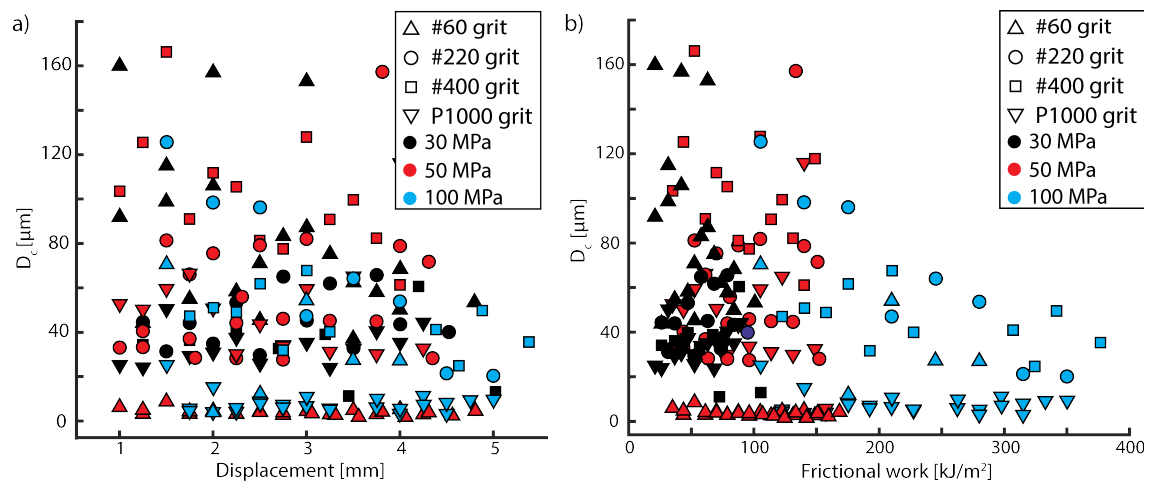 a)
D_c [µm]
160
120
80
40
0
1
2
3
4
5
Displacement [mm]
#60 grit
#220 grit
#400 grit
P1000 grit
30 MPa
50 MPa
100 MPa
b)
D_c [µm]
160
120
80
40
0
0
100
200
300
400
Frictional work [kJ/m²]
#60 grit
#220 grit
#400 grit
P1000 grit
30 MPa
50 MPa
100 MPa